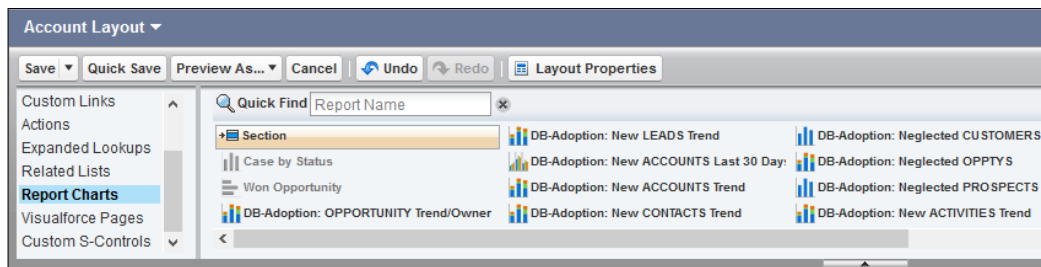 Account Layout
Save Quick Save Preview As... Cancel Undo Redo Layout Properties
Custom Links
Actions
Expanded Lookups
Related Lists
Report Charts
Visualforce Pages
Custom S-Controls
Quick Find Report Name
Section DB-Adoption: New LEADS Trend DB-Adoption: Neglected CUSTOMERS
Case by Status DB-Adoption: New ACCOUNTS Last 30 Day DB-Adoption: Neglected OPPTYS
Won Opportunity DB-Adoption: New ACCOUNTS Trend DB-Adoption: Neglected PROSPECTS
DB-Adoption: OPPORTUNITY Trend/Owner DB-Adoption: New CONTACTS Trend DB-Adoption: New ACTIVITIES Trend